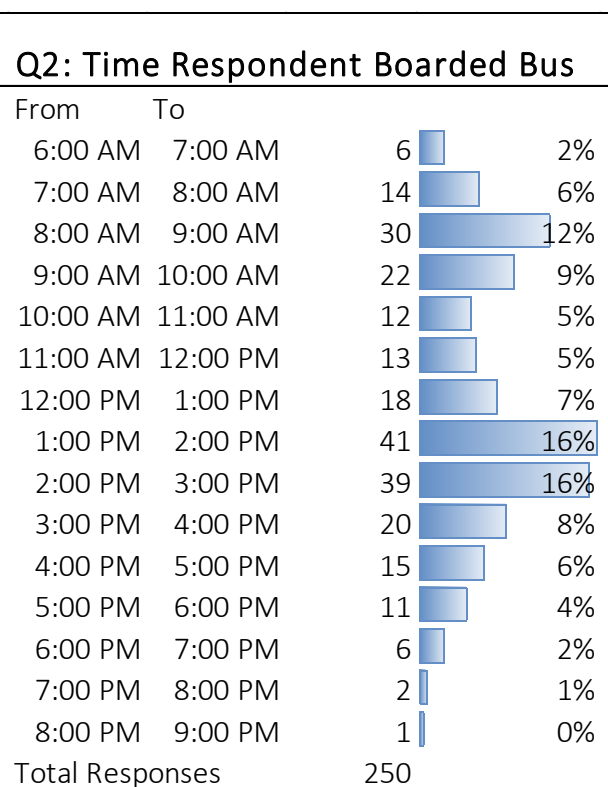 Q2: Time Respondent Boarded Bus
From To
6:00 AM 7:00 AM 6 2%
7:00 AM 8:00 AM 14 6%
8:00 AM 9:00 AM 30 12%
9:00 AM 10:00 AM 22 9%
10:00 AM 11:00 AM 12 5%
11:00 AM 12:00 PM 13 5%
12:00 PM 1:00 PM 18 7%
1:00 PM 2:00 PM 41 16%
2:00 PM 3:00 PM 39 16%
3:00 PM 4:00 PM 20 8%
4:00 PM 5:00 PM 15 6%
5:00 PM 6:00 PM 11 4%
6:00 PM 7:00 PM 6 2%
7:00 PM 8:00 PM 2 1%
8:00 PM 9:00 PM 1 0%
Total Responses 250